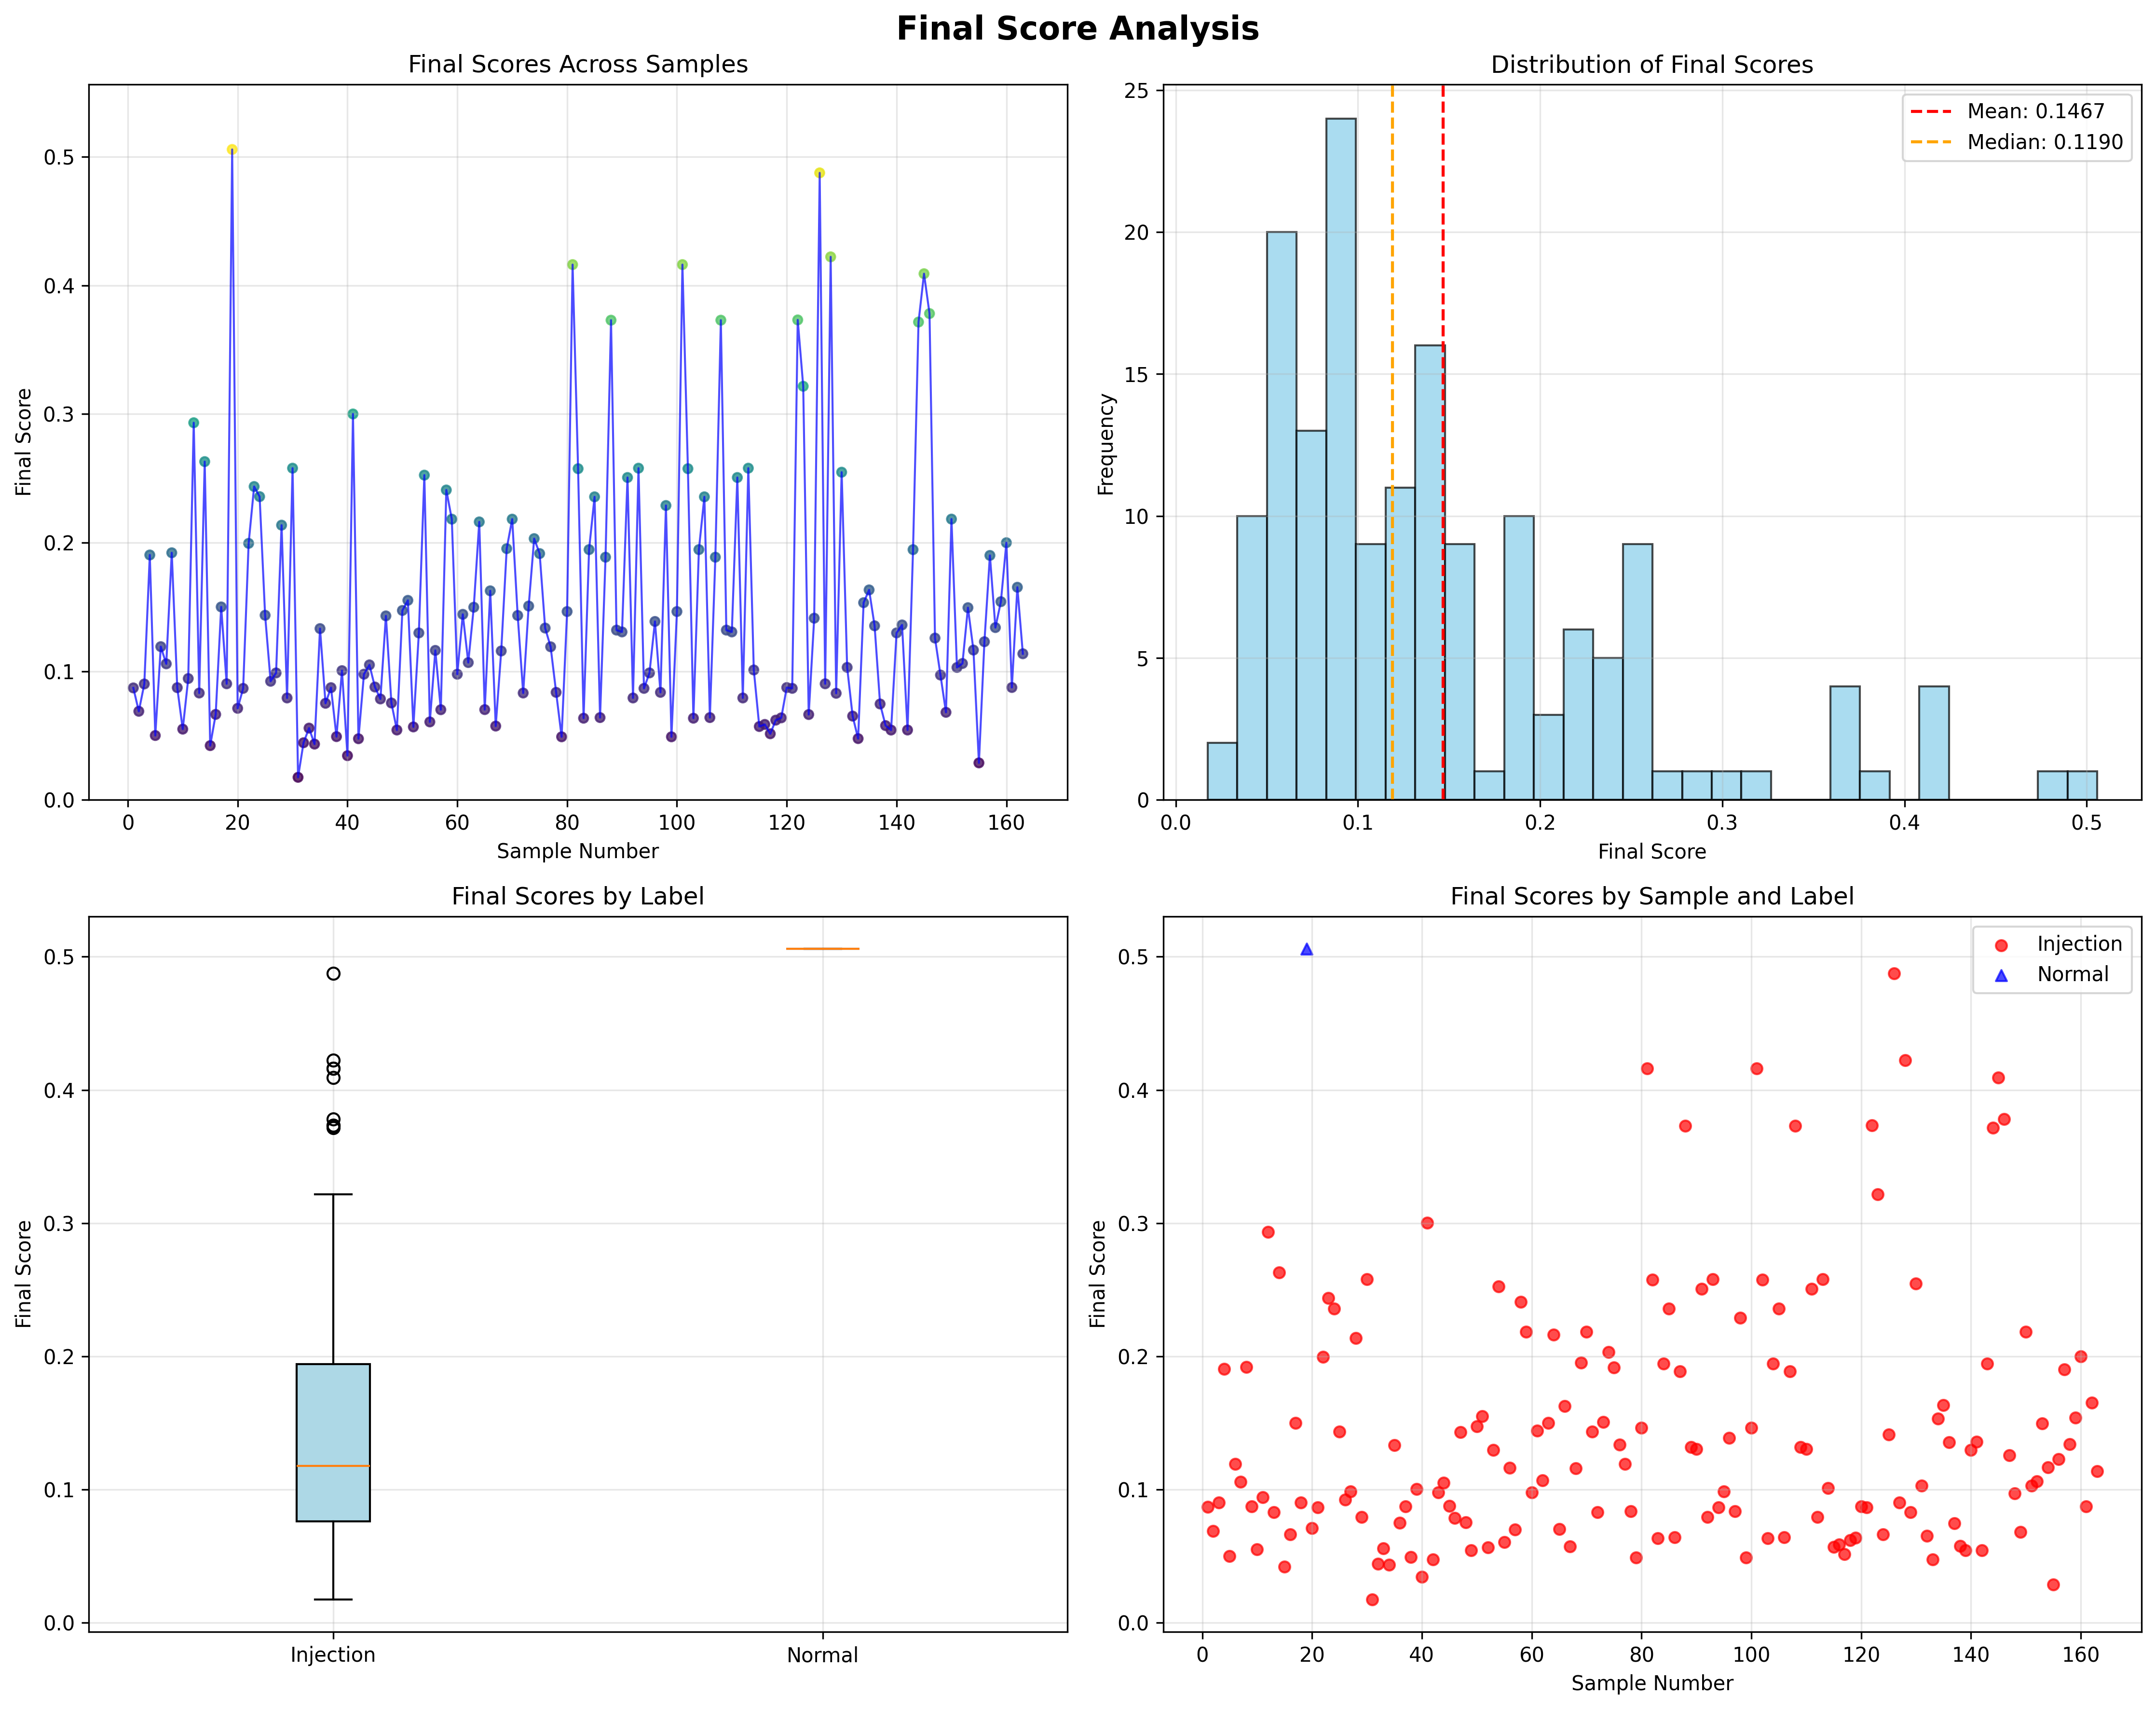 Final Score Analysis
Final Scores Across Samples
Final Score
0.5
0.4
0.3
0.2
0.1
0.0
0 20 40 60 80 100 120 140 160
Sample Number
Distribution of Final Scores
Frequency
25
20
15
10
5
0
Mean: 0.1467
Median: 0.1190
0.0 0.1 0.2 0.3 0.4 0.5
Final Score
Final Scores by Label
Final Score
0.5
0.4
0.3
0.2
0.1
0.0
Injection Normal
Final Scores by Sample and Label
Final Score
0.5
0.4
0.3
0.2
0.1
0.0
Injection
Normal
0 20 40 60 80 100 120 140 160
Sample Number